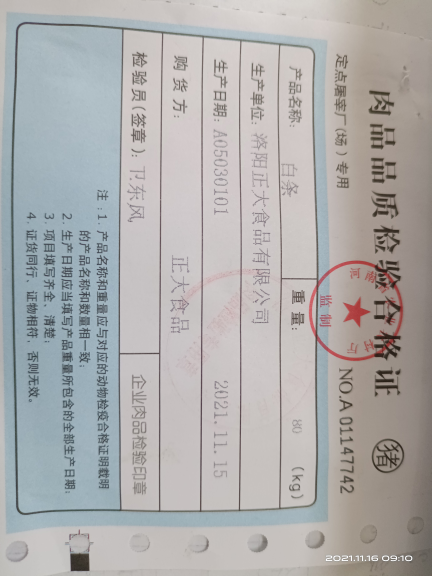 肉品品质检验合格证 猪
定点屠宰厂(场)专用
NO.A 01147742
监制
产品名称: 白条 重量: 80 (kg)
生产单位: 洛阳正大食品有限公司
生产日期: A05030101 2021.11.15
购货方: 正大食品
检验员(签章): 卫东风 企业肉品检验印章
注:1. 产品名称和重量应与对应的动物检疫合格证明载明
的产品名称和数量相一致;
2. 生产日期应当填写产品重量所包含的全部生产日期;
3. 项目填写齐全、清楚;
4. 证货同行、证物相符,否则无效。
2021.11.16 09:10